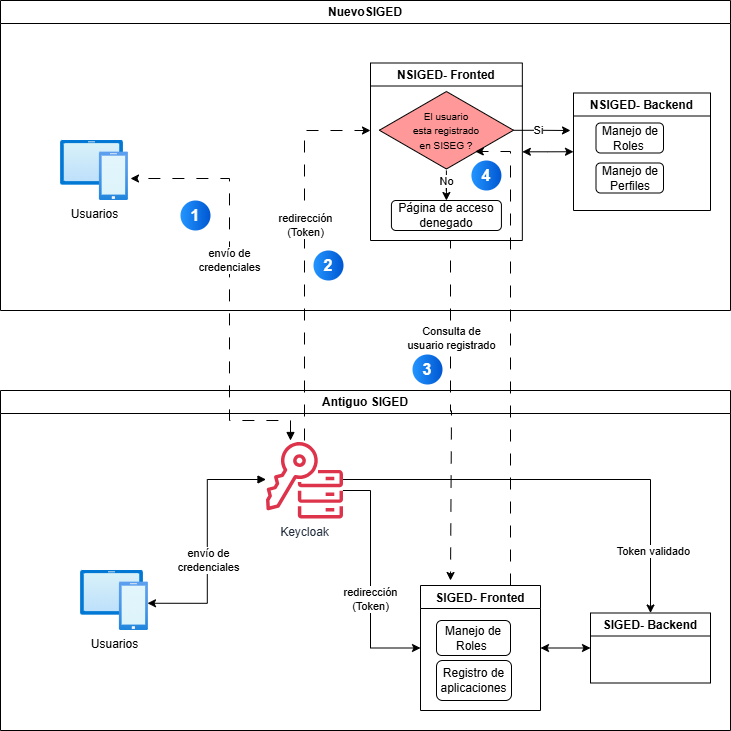 NuevoSIGED
NSIGED- Fronted
El usuario
esta registrado
en SISEG ?
Si
NSIGED- Backend
Manejo de
Roles
Manejo de
Perfiles
4
No
Página de acceso
denegado
Usuarios
1
redirección
(Token)
2
envío de
credenciales
Consulta de
usuario registrado
3
Antiguo SIGED
Keycloak
envío de
credenciales
Token validado
redirección
(Token)
Usuarios
SIGED- Fronted
Manejo de
Roles
Registro de
aplicaciones
SIGED- Backend